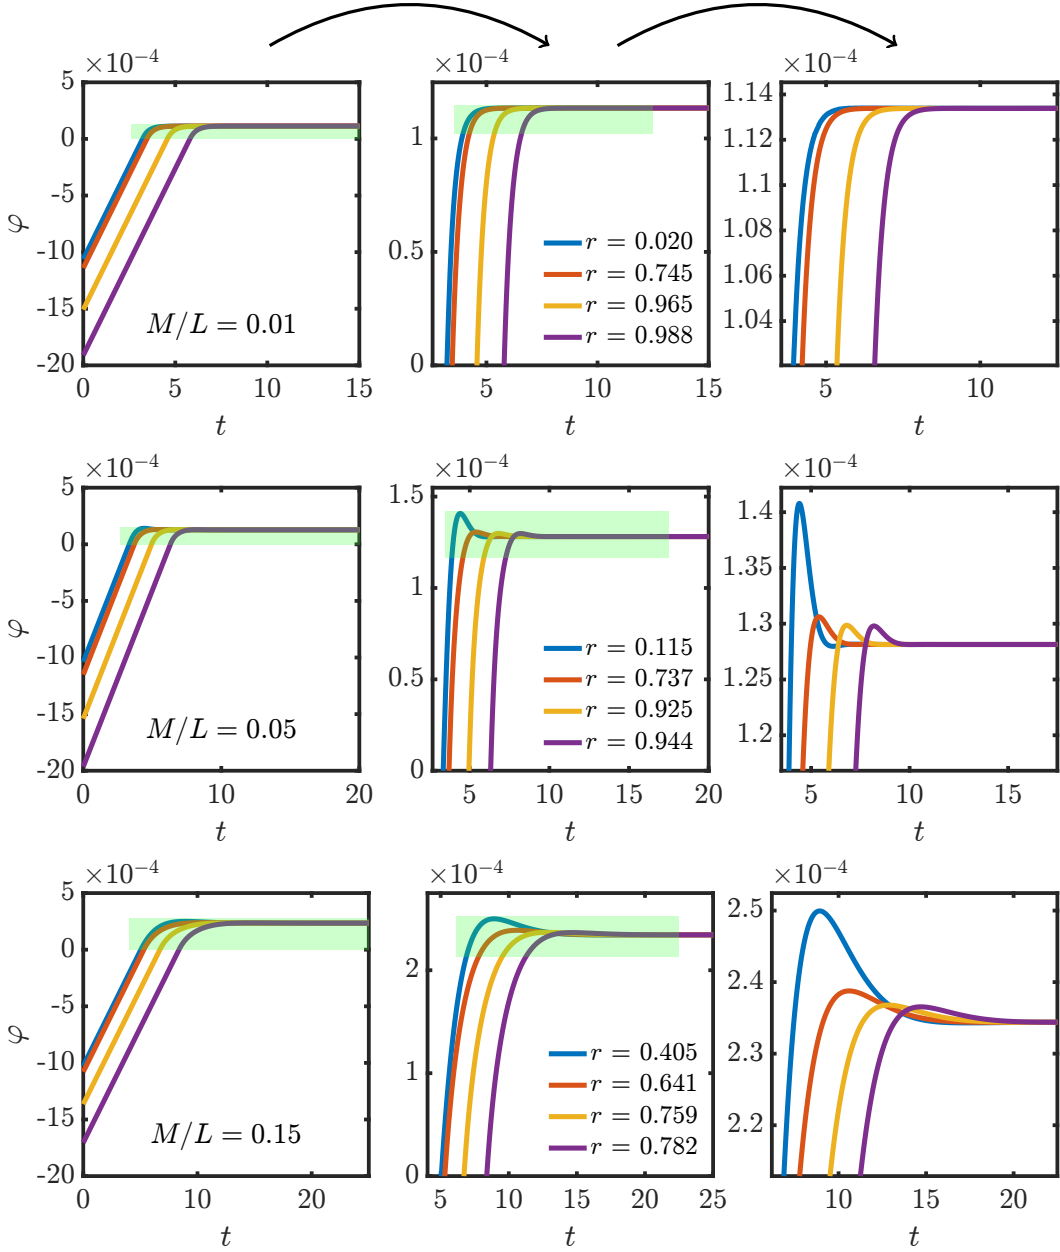 ×10⁻⁴
5
0
-5
-10
-15
-20
φ
M/L = 0.01
0 5 10 15
t
×10⁻⁴
1
0.5
0
r = 0.020
r = 0.745
r = 0.965
r = 0.988
5 10 15
t
×10⁻⁴
1.14
1.12
1.1
1.08
1.06
1.04
5 10
t
×10⁻⁴
5
0
-5
-10
-15
-20
φ
M/L = 0.05
0 10 20
t
×10⁻⁴
1.5
1
0.5
0
r = 0.115
r = 0.737
r = 0.925
r = 0.944
5 10 15 20
t
×10⁻⁴
1.4
1.35
1.3
1.25
1.2
5 10 15
t
×10⁻⁴
5
0
-5
-10
-15
-20
φ
M/L = 0.15
0 10 20
t
×10⁻⁴
2
1
0
r = 0.405
r = 0.641
r = 0.759
r = 0.782
5 10 15 20 25
t
×10⁻⁴
2.5
2.4
2.3
2.2
10 15 20
t